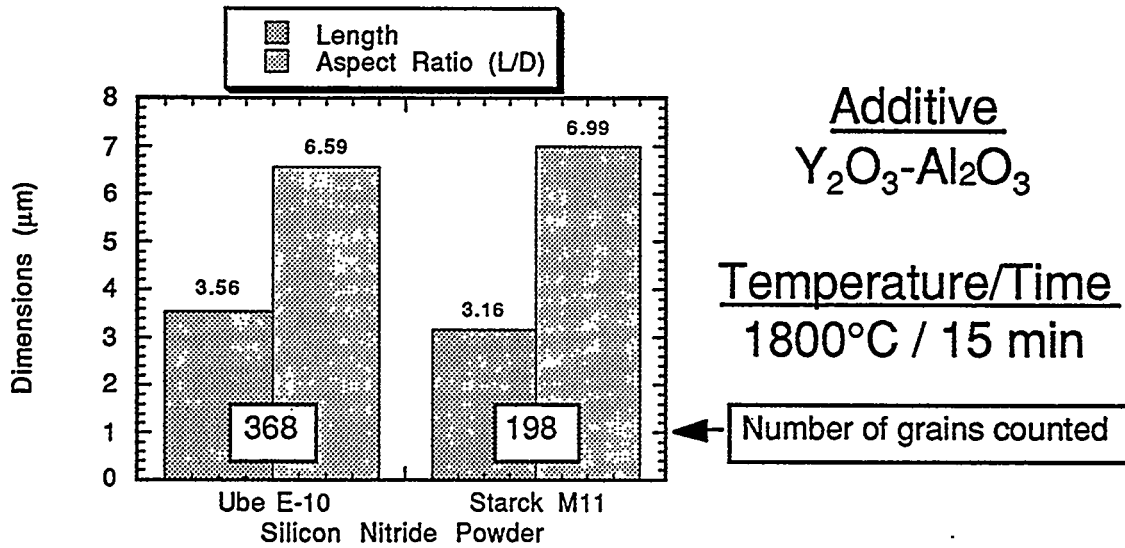 Length
Aspect Ratio (L/D)
8
7
6
5
4
3
2
1
0
Dimensions (μm)
3.56
6.59
3.16
6.99
368
198
Ube E-10
Starck M11
Silicon Nitride Powder
Additive
Y₂O₃-Al₂O₃
Temperature/Time
1800°C / 15 min
Number of grains counted